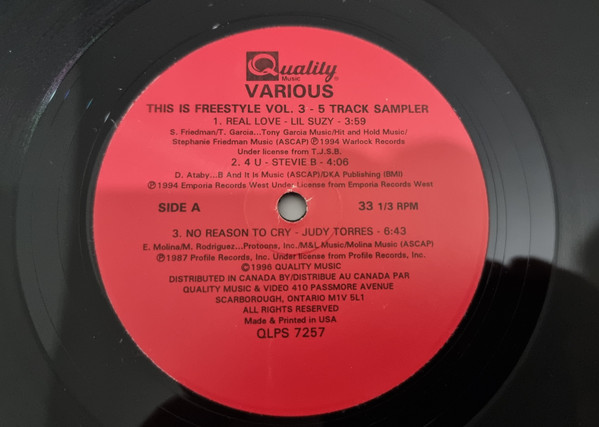 Quality
Music ®
VARIOUS
THIS IS FREESTYLE VOL. 3 - 5 TRACK SAMPLER
1. REAL LOVE - LIL SUZY - 3:59
S. Friedman/T. Garcia...Tony Garcia Music/Hit and Hold Music/
Stephanie Friedman Music (ASCAP) ℗1994 Warlock Records
Under license from T.J.S.B.
2. 4 U - STEVIE B - 4:06
D. Ataby...B And It Is Music (ASCAP)/DKA Publishing (BMI)
℗1994 Emporia Records West Under License from Emporia Records West
SIDE A 33 1/3 RPM
3. NO REASON TO CRY - JUDY TORRES - 6:43
E. Molina/M. Rodriguez...Protoons, Inc./M&L Music/Molina Music (ASCAP)
℗1987 Profile Records, Inc. Under license from Profile Records, Inc.
©1996 QUALITY MUSIC
DISTRIBUTED IN CANADA BY/DISTRIBUE AU CANADA PAR
QUALITY MUSIC & VIDEO 410 PASSMORE AVENUE
SCARBOROUGH, ONTARIO M1V 5L1
ALL RIGHTS RESERVED
Made & Printed in USA
QLPS 7257